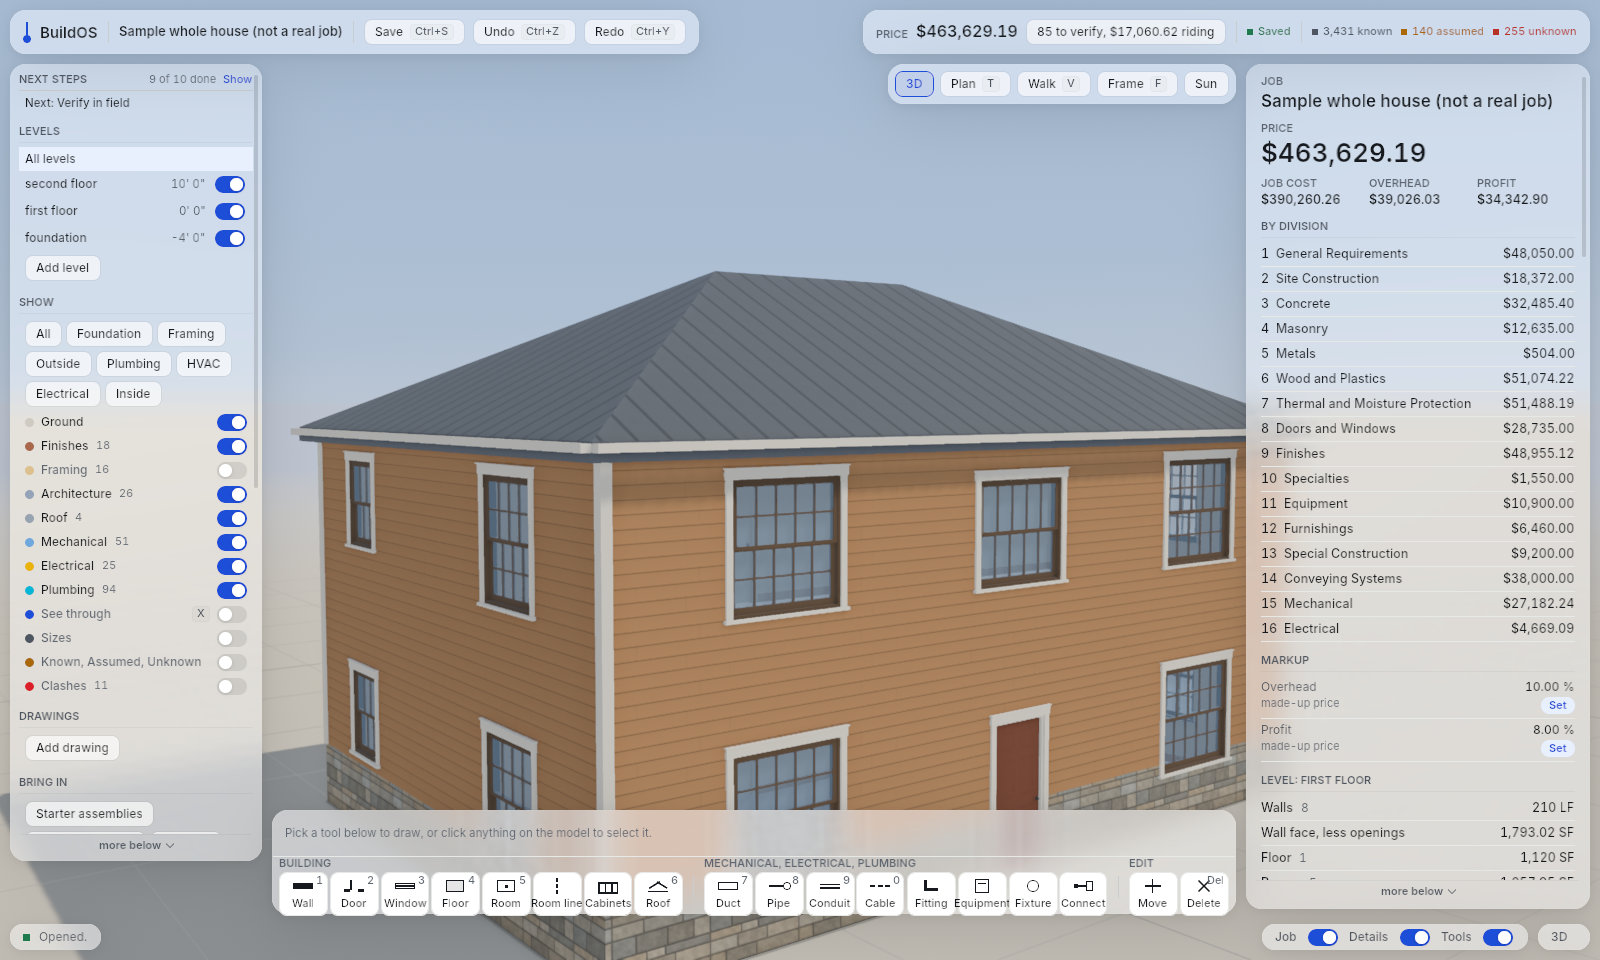 BuildOS
Sample whole house (not a real job)
Save Ctrl+S
Undo Ctrl+Z
Redo Ctrl+Y
PRICE $463,629.19
85 to verify, $17,060.62 riding
Saved
3,431 known
140 assumed
255 unknown
NEXT STEPS 9 of 10 done Show
Next: Verify in field
LEVELS
All levels
second floor 10' 0"
first floor 0' 0"
foundation -4' 0"
Add level
SHOW
All Foundation Framing
Outside Plumbing HVAC
Electrical Inside
Ground
Finishes 18
Framing 16
Architecture 26
Roof 4
Mechanical 51
Electrical 25
Plumbing 94
See through X
Sizes
Known, Assumed, Unknown
Clashes 11
DRAWINGS
Add drawing
BRING IN
Starter assemblies
more below
Opened.
3D
Plan T
Walk V
Frame F
Sun
Pick a tool below to draw, or click anything on the model to select it.
BUILDING
Wall 1
Door 2
Window 3
Floor 4
Room 5
Room line
Cabinets
Roof 6
MECHANICAL, ELECTRICAL, PLUMBING
Duct 7
Pipe 8
Conduit 9
Cable 0
Fitting
Equipment
Fixture
Connect
EDIT
Move
Delete Del
JOB
Sample whole house (not a real job)
PRICE
$463,629.19
JOB COST OVERHEAD PROFIT
$390,260.26 $39,026.03 $34,342.90
BY DIVISION
1 General Requirements $48,050.00
2 Site Construction $18,372.00
3 Concrete $32,485.40
4 Masonry $12,635.00
5 Metals $504.00
6 Wood and Plastics $51,074.22
7 Thermal and Moisture Protection $51,488.19
8 Doors and Windows $28,735.00
9 Finishes $48,955.12
10 Specialties $1,550.00
11 Equipment $10,900.00
12 Furnishings $6,460.00
13 Special Construction $9,200.00
14 Conveying Systems $38,000.00
15 Mechanical $27,182.24
16 Electrical $4,669.09
MARKUP
Overhead 10.00 %
made-up price Set
Profit 8.00 %
made-up price Set
LEVEL: FIRST FLOOR
Walls 8 210 LF
Wall face, less openings 1,793.02 SF
Floor 1 1,120 SF
more below
Job
Details
Tools
3D